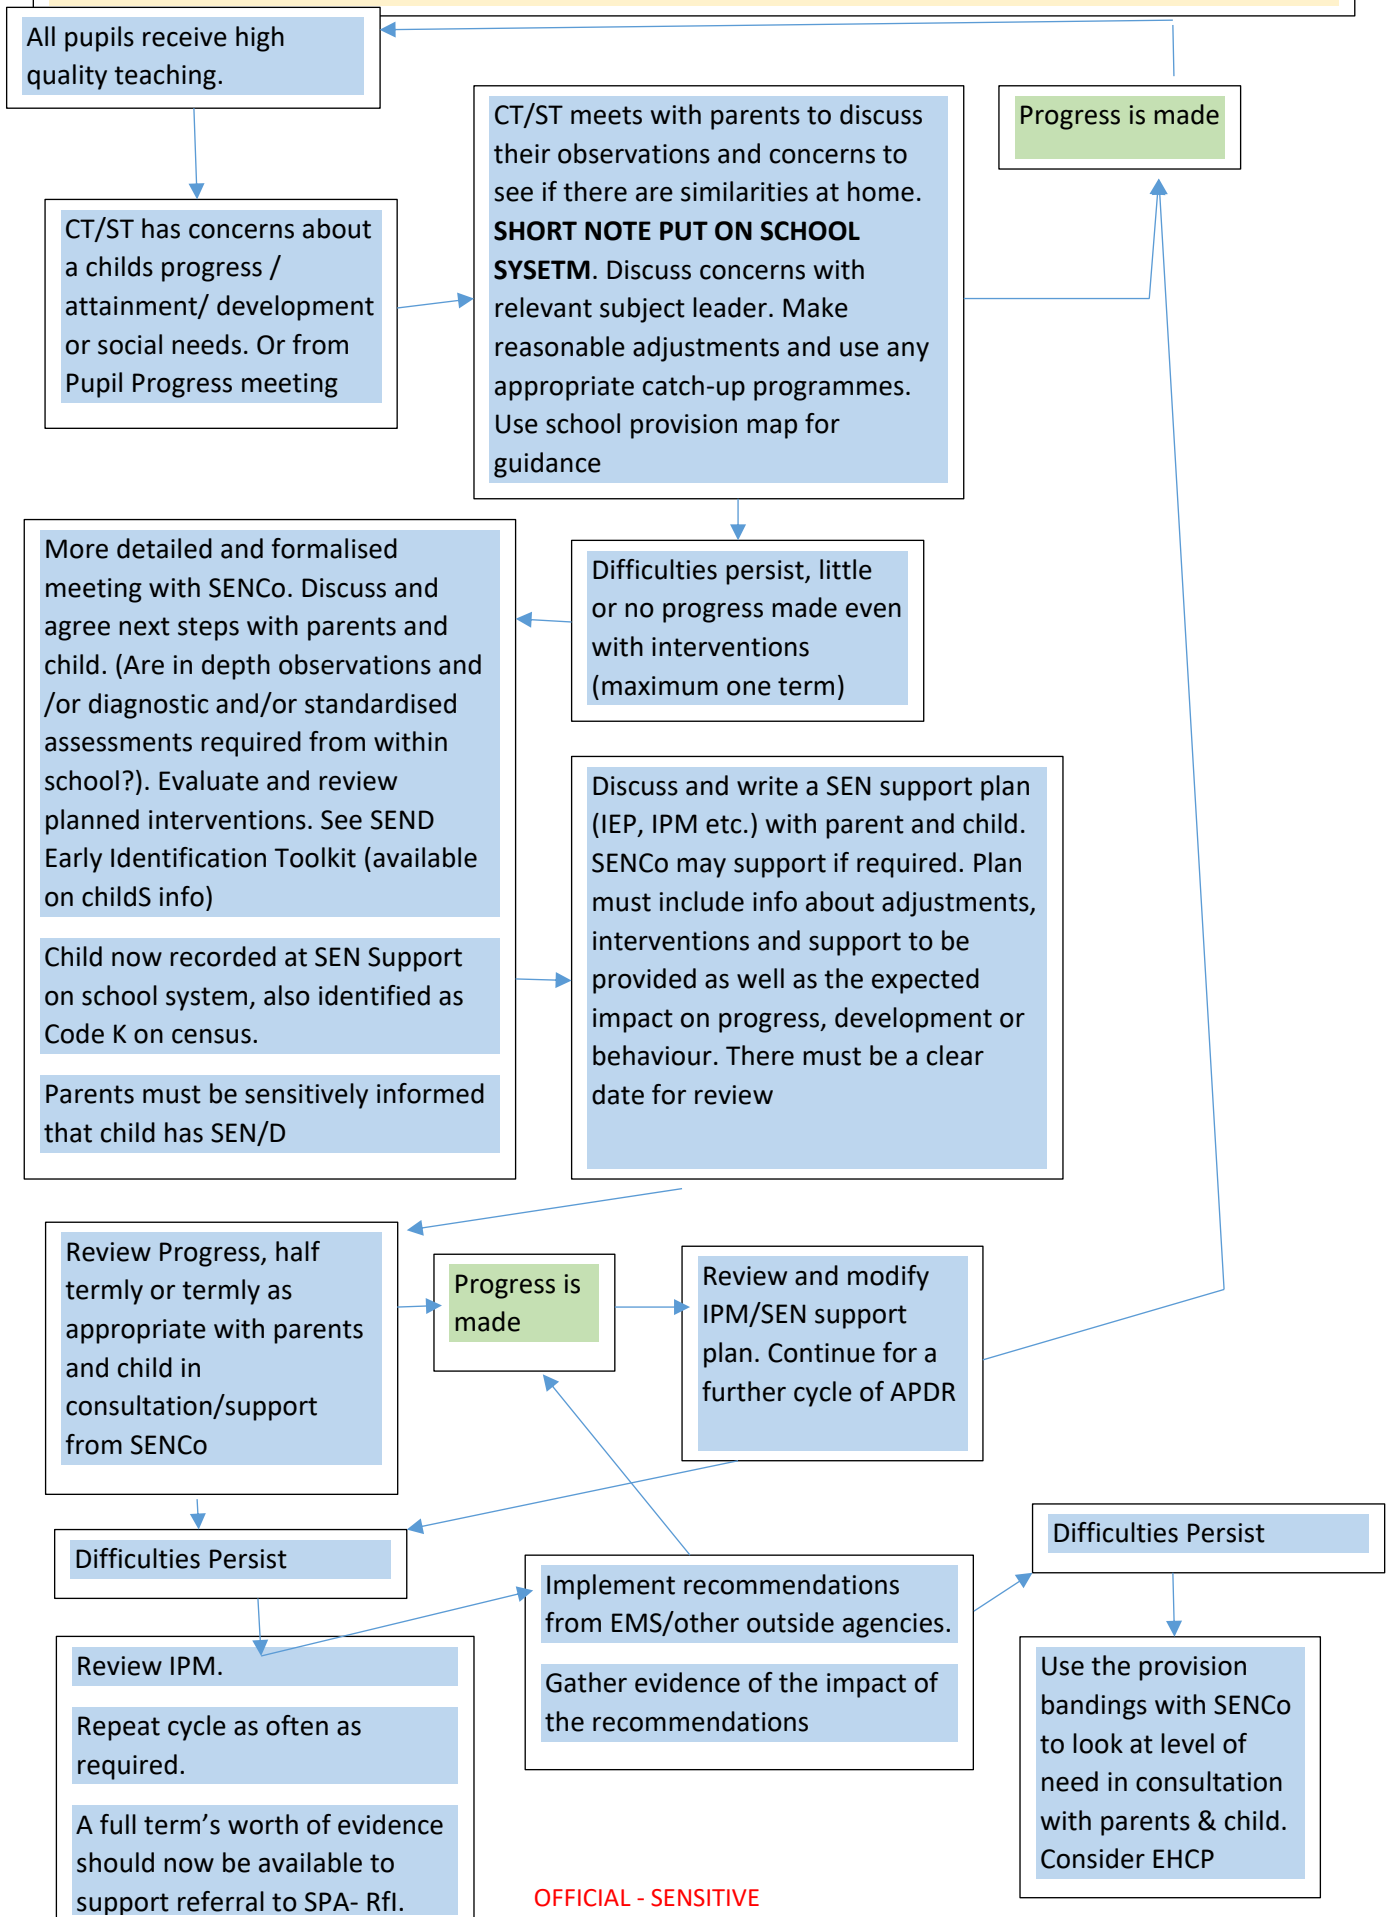 All pupils receive high
quality teaching.
CT/ST has concerns about
a childs progress /
attainment/ development
or social needs. Or from
Pupil Progress meeting
CT/ST meets with parents to discuss
their observations and concerns to
see if there are similarities at home.
SHORT NOTE PUT ON SCHOOL
SYSETM. Discuss concerns with
relevant subject leader. Make
reasonable adjustments and use any
appropriate catch-up programmes.
Use school provision map for
guidance
Progress is made
Difficulties persist, little
or no progress made even
with interventions
(maximum one term)
More detailed and formalised
meeting with SENCo. Discuss and
agree next steps with parents and
child. (Are in depth observations and
/or diagnostic and/or standardised
assessments required from within
school?). Evaluate and review
planned interventions. See SEND
Early Identification Toolkit (available
on childS info)
Child now recorded at SEN Support
on school system, also identified as
Code K on census.
Parents must be sensitively informed
that child has SEN/D
Discuss and write a SEN support plan
(IEP, IPM etc.) with parent and child.
SENCo may support if required. Plan
must include info about adjustments,
interventions and support to be
provided as well as the expected
impact on progress, development or
behaviour. There must be a clear
date for review
Review Progress, half
termly or termly as
appropriate with parents
and child in
consultation/support
from SENCo
Progress is
made
Review and modify
IPM/SEN support
plan. Continue for a
further cycle of APDR
Difficulties Persist
Review IPM.
Repeat cycle as often as
required.
A full term’s worth of evidence
should now be available to
support referral to SPA- RfI.
Implement recommendations
from EMS/other outside agencies.
Gather evidence of the impact of
the recommendations
Difficulties Persist
Use the provision
bandings with SENCo
to look at level of
need in consultation
with parents & child.
Consider EHCP
OFFICIAL - SENSITIVE